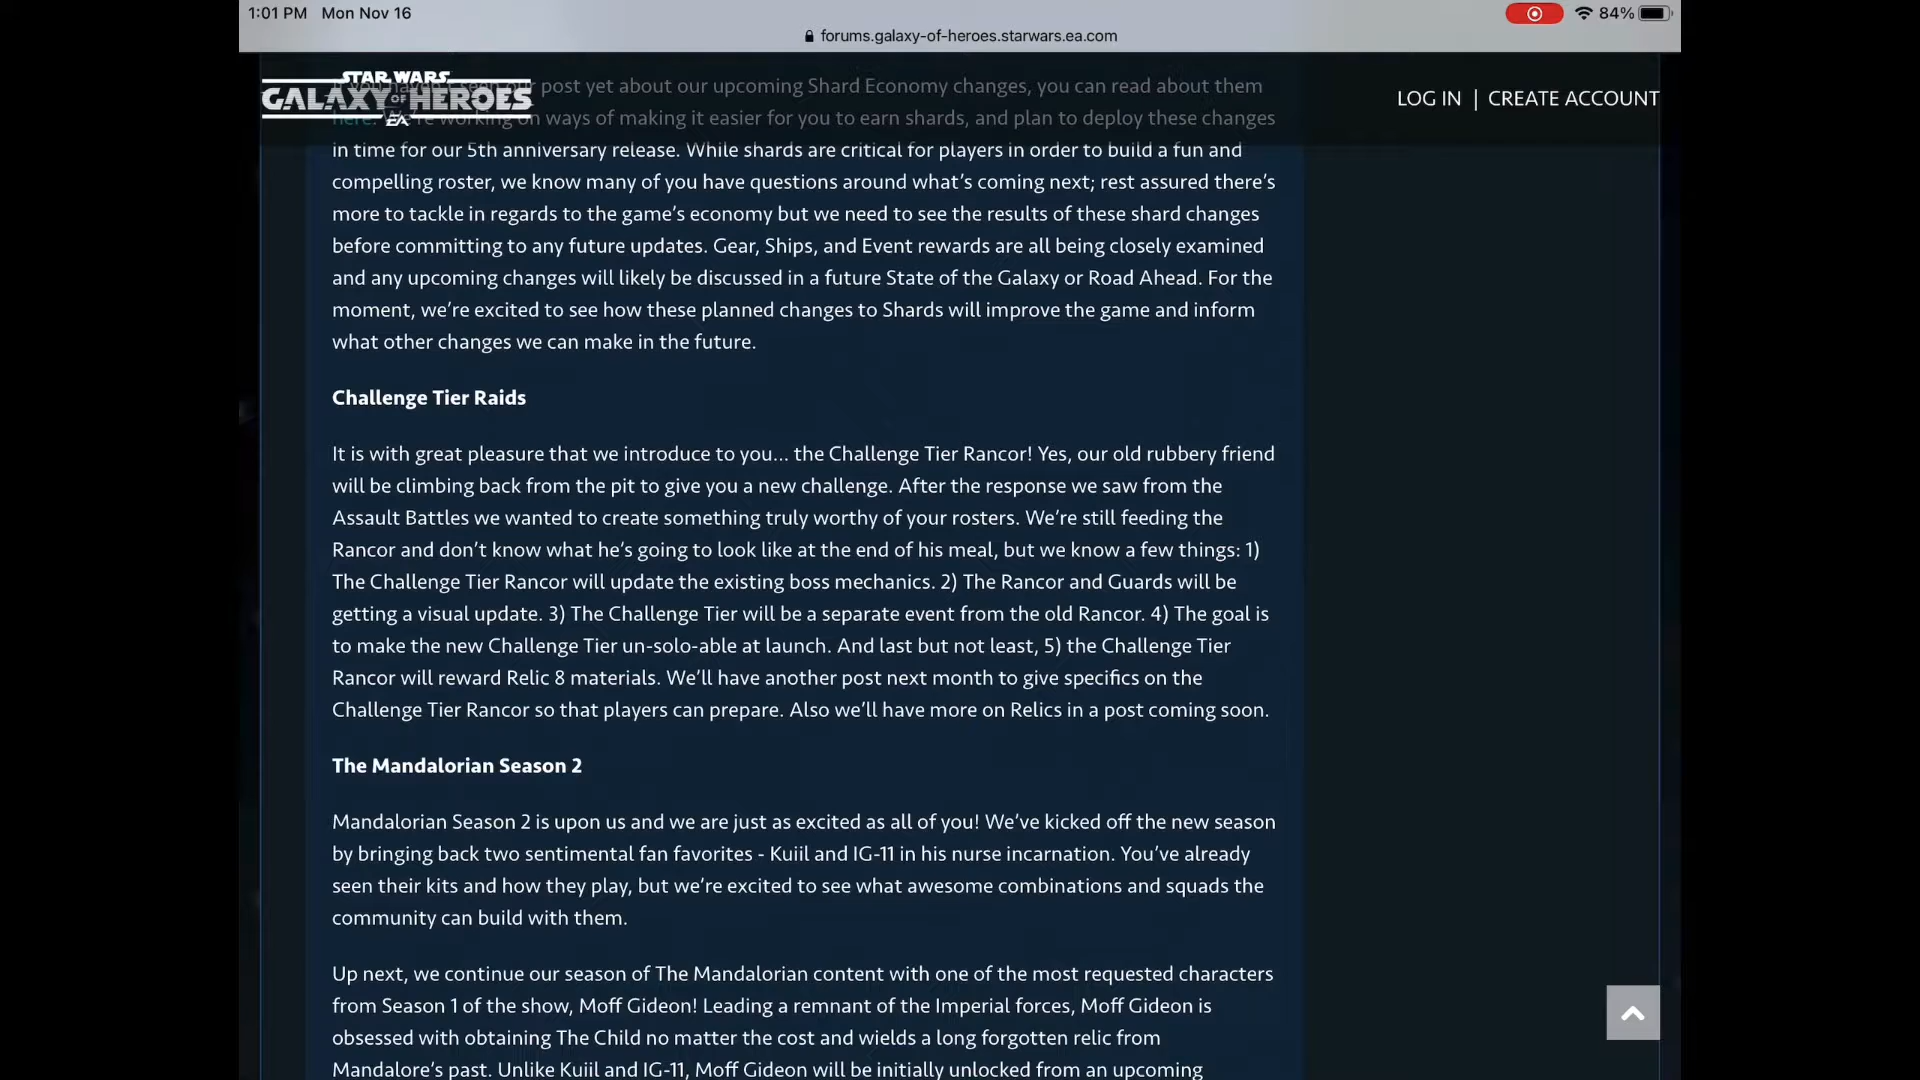 1:01 PM Mon Nov 16
84%
forums.galaxy-of-heroes.starwars.ea.com
STAR WARS
GALAXY OF HEROES
EA
LOG IN | CREATE ACCOUNT
post yet about our upcoming Shard Economy changes, you can read about them
here. We're working on ways of making it easier for you to earn shards, and plan to deploy these changes
in time for our 5th anniversary release. While shards are critical for players in order to build a fun and
compelling roster, we know many of you have questions around what's coming next; rest assured there's
more to tackle in regards to the game's economy but we need to see the results of these shard changes
before committing to any future updates. Gear, Ships, and Event rewards are all being closely examined
and any upcoming changes will likely be discussed in a future State of the Galaxy or Road Ahead. For the
moment, we're excited to see how these planned changes to Shards will improve the game and inform
what other changes we can make in the future.
Challenge Tier Raids
It is with great pleasure that we introduce to you... the Challenge Tier Rancor! Yes, our old rubbery friend
will be climbing back from the pit to give you a new challenge. After the response we saw from the
Assault Battles we wanted to create something truly worthy of your rosters. We're still feeding the
Rancor and don't know what he's going to look like at the end of his meal, but we know a few things: 1)
The Challenge Tier Rancor will update the existing boss mechanics. 2) The Rancor and Guards will be
getting a visual update. 3) The Challenge Tier will be a separate event from the old Rancor. 4) The goal is
to make the new Challenge Tier un-solo-able at launch. And last but not least, 5) the Challenge Tier
Rancor will reward Relic 8 materials. We'll have another post next month to give specifics on the
Challenge Tier Rancor so that players can prepare. Also we'll have more on Relics in a post coming soon.
The Mandalorian Season 2
Mandalorian Season 2 is upon us and we are just as excited as all of you! We've kicked off the new season
by bringing back two sentimental fan favorites - Kuiil and IG-11 in his nurse incarnation. You've already
seen their kits and how they play, but we're excited to see what awesome combinations and squads the
community can build with them.
Up next, we continue our season of The Mandalorian content with one of the most requested characters
from Season 1 of the show, Moff Gideon! Leading a remnant of the Imperial forces, Moff Gideon is
obsessed with obtaining The Child no matter the cost and wields a long forgotten relic from
Mandalore's past. Unlike Kuiil and IG-11, Moff Gideon will be initially unlocked from an upcoming